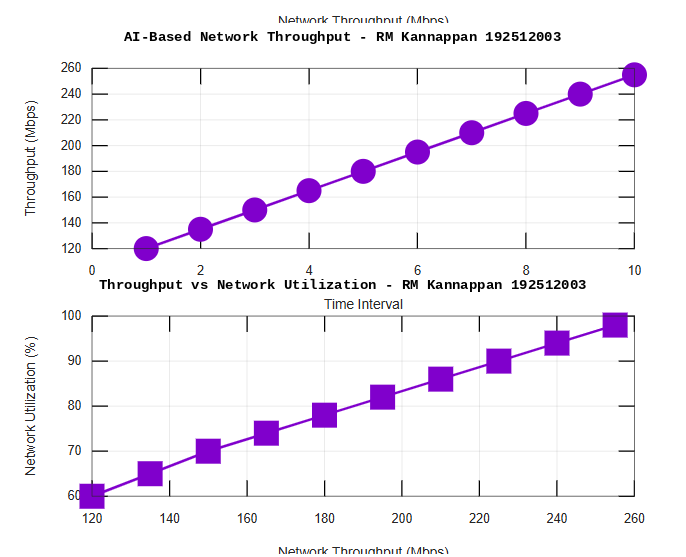 Network Throughput (Mbps)
AI-Based Network Throughput - RM Kannappan 192512003
260
240
220
200
180
160
140
120
Throughput (Mbps)
0 2 4 6 8 10
Throughput vs Network Utilization - RM Kannappan 192512003
Time Interval
100
90
80
70
60
Network Utilization (%)
120 140 160 180 200 220 240 260
Network Throughput (Mbps)